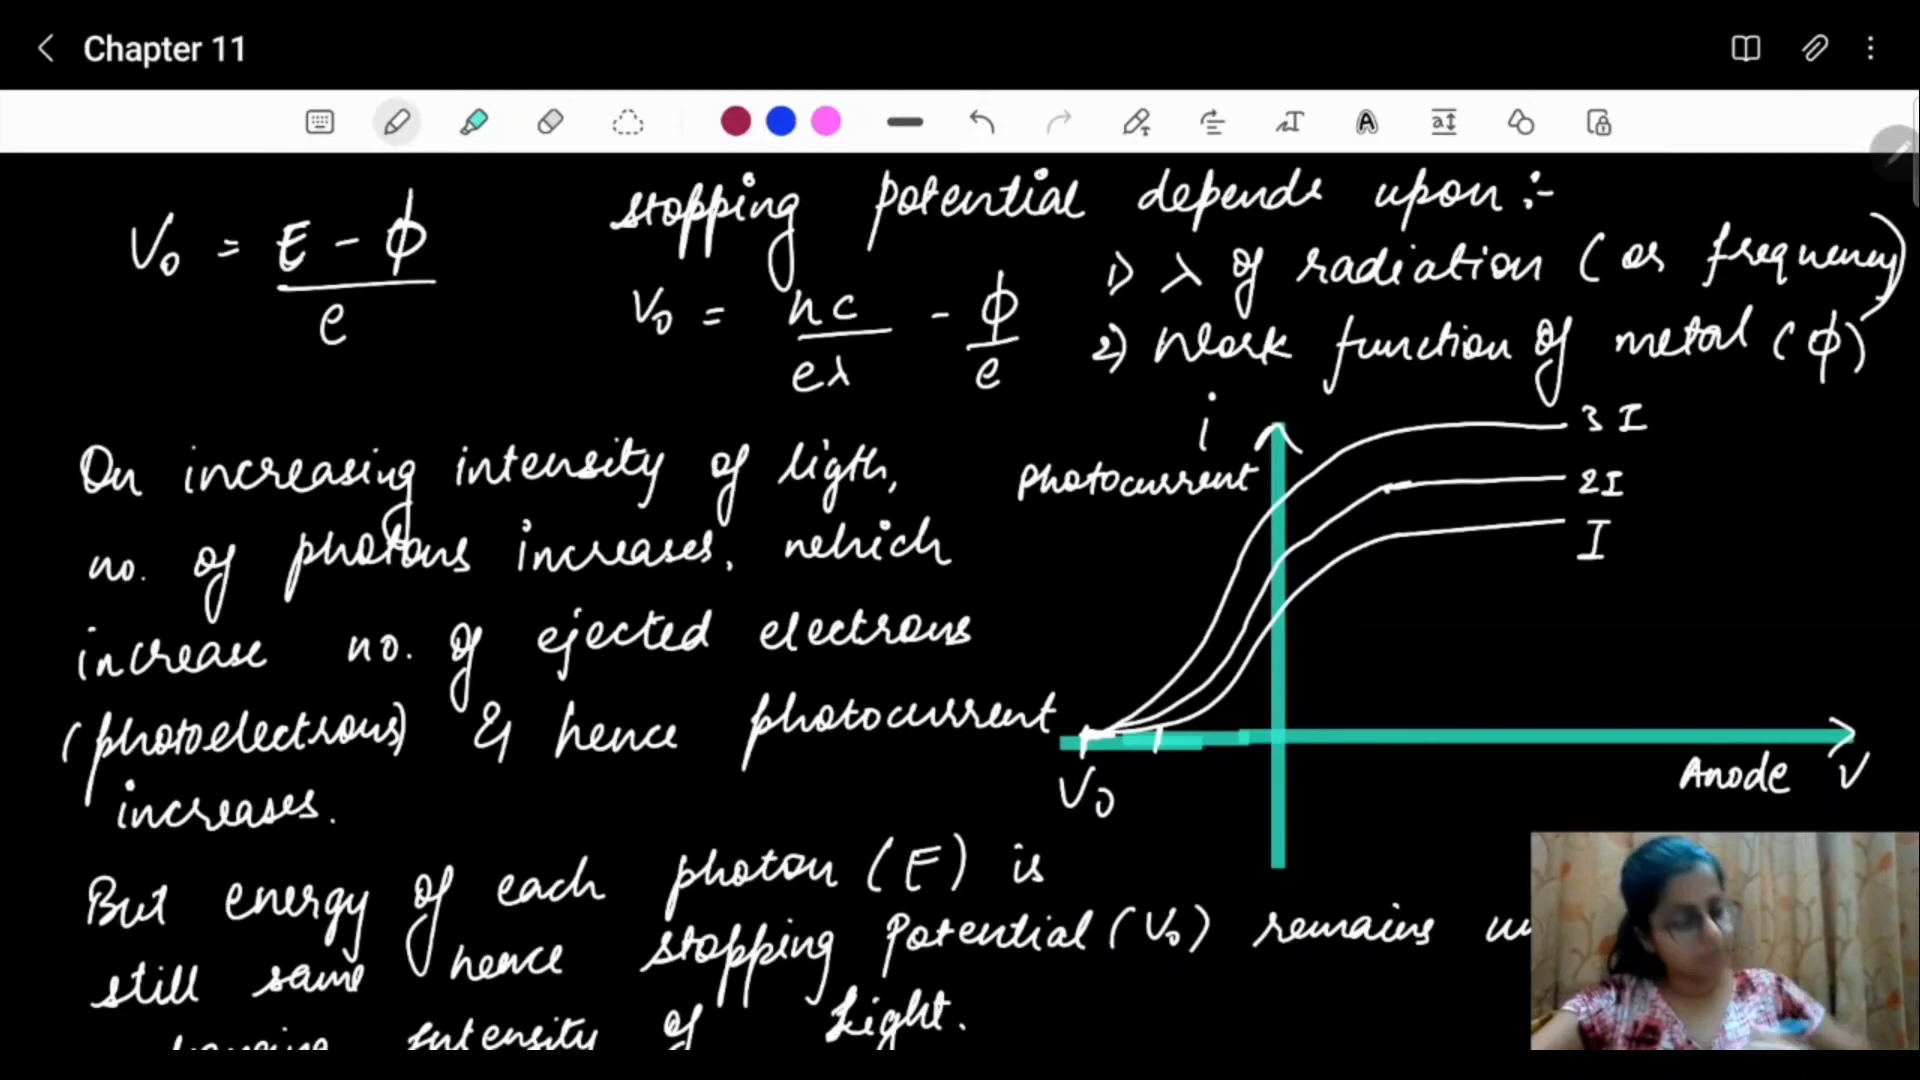 Chapter 11
V₀ = E - ϕ / e
stopping potential depends upon :-
V₀ = hc / eλ - ϕ / e
1) λ of radiation (or frequency)
2) Work function of metal (ϕ)
On increasing intensity of ligth,
no. of photons increases, which
increase no. of ejected electrons
(photoelectrons) & hence photocurrent
increases.
i
Photocurrent
3 I
2I
I
V₀
Anode V
But energy of each photon (E) is
still same hence stopping Potential (V₀) remains
intensity of light.